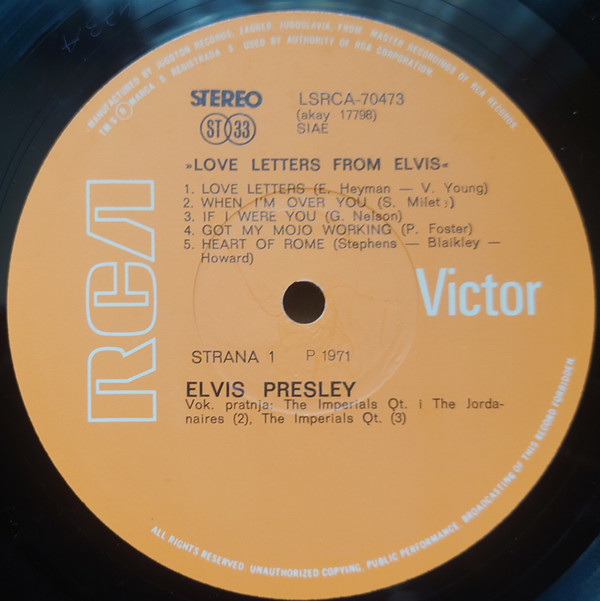 MANUFACTURED BY JUGOTON RECORDS, ZAGREB, JUGOSLAVIA, FROM MASTER RECORDINGS OF RCA RECORDS.
TM S ® MARCA S REGISTRADA S USED BY AUTHORITY OF RCA CORPORATION.
STEREO
ST 33
LSRCA-70473
(akay 17798)
SIAE
»LOVE LETTERS FROM ELVIS«
1. LOVE LETTERS (E. Heyman — V. Young)
2. WHEN I'M OVER YOU (S. Milet;)
3. IF I WERE YOU (G. Nelson)
4. GOT MY MOJO WORKING (P. Foster)
5. HEART OF ROME (Stephens — Blaikley —
Howard)
RCA
Victor
STRANA 1 P 1971
ELVIS PRESLEY
Vok. pratnja: The Imperials Qt. i The Jorda-
naires (2), The Imperials Qt. (3)
ALL RIGHTS RESERVED. UNAUTHORIZED COPYING, PUBLIC PERFORMANCE, BROADCASTING OF THIS RECORD FORBIDDEN